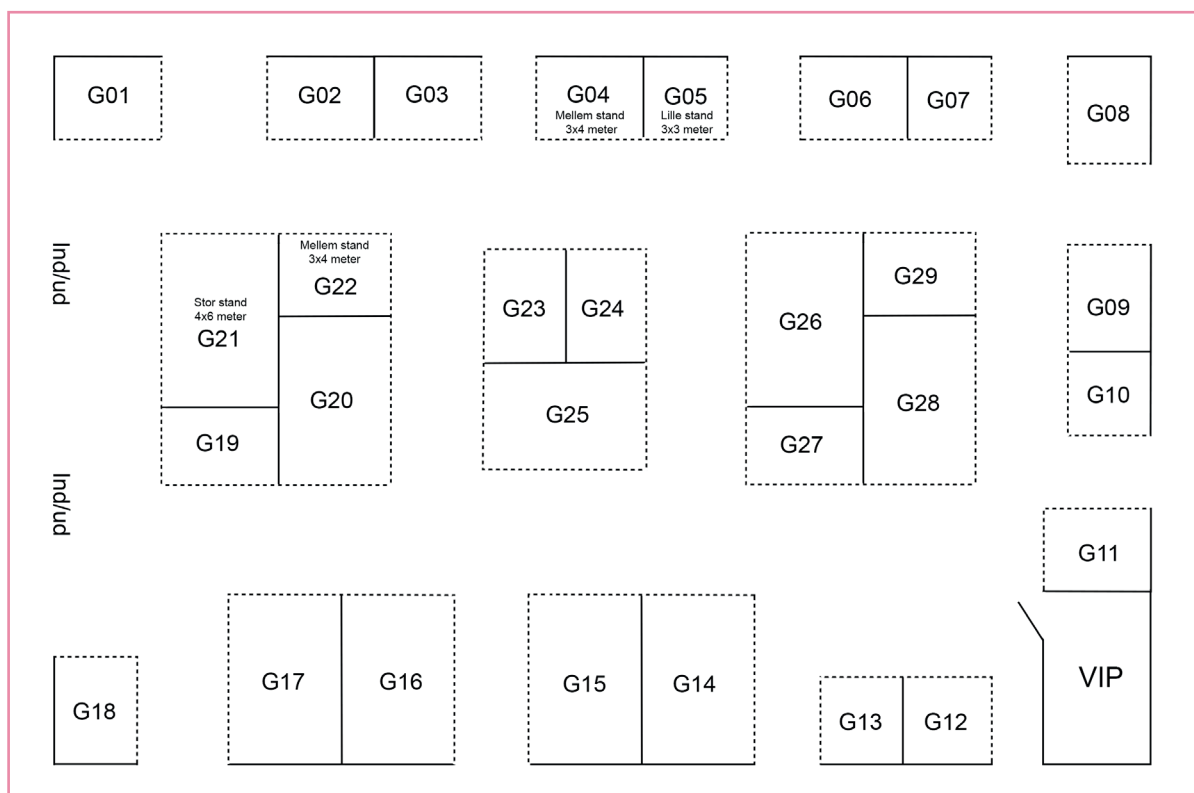 G01
G02
G03
G04
Mellem stand
3x4 meter
G05
Lille stand
3x3 meter
G06
G07
G08
Ind/ud
Stor stand
4x6 meter
G21
Mellem stand
3x4 meter
G22
G20
G19
G23
G24
G25
G26
G29
G28
G27
G09
G10
Ind/ud
G11
VIP
G18
G17
G16
G15
G14
G13
G12